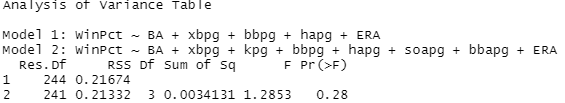 Analysis of Variance Table
Model 1: WinPct ~ BA + xbpg + bbpg + hapg + ERA
Model 2: WinPct ~ BA + xbpg + kpg + bbpg + hapg + soapg + bbapg + ERA
Res.Df RSS Df Sum of Sq F Pr(>F)
1 244 0.21674
2 241 0.21332 3 0.0034131 1.2853 0.28